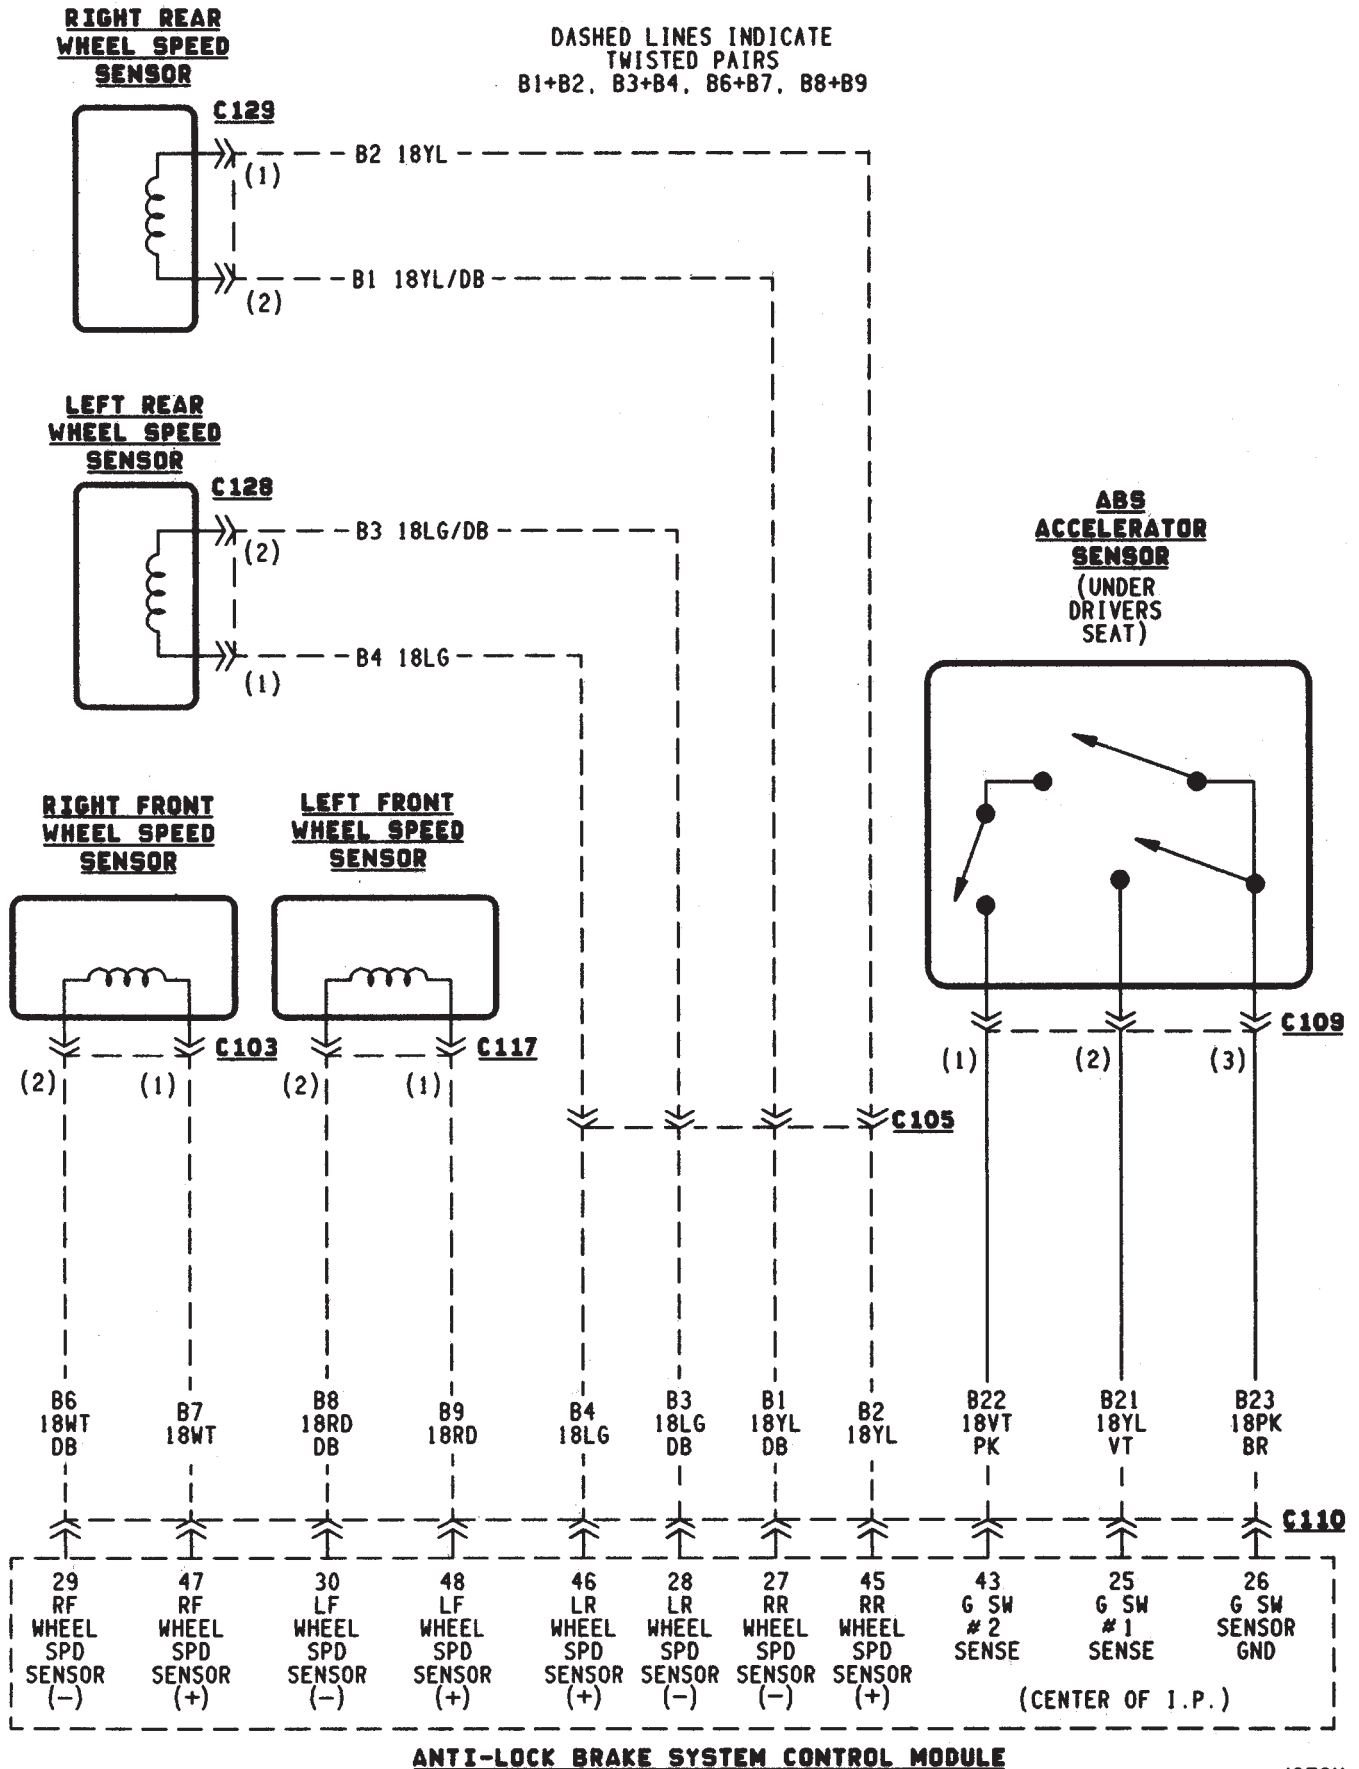 RIGHT REAR
WHEEL SPEED
SENSOR
DASHED LINES INDICATE
TWISTED PAIRS
B1+B2, B3+B4, B6+B7, B8+B9
C129
(1)
B2 18YL
B1 18YL/DB
(2)
LEFT REAR
WHEEL SPEED
SENSOR
C128
B3 18LG/DB
(2)
B4 18LG
(1)
ABS
ACCELERATOR
SENSOR
(UNDER
DRIVERS
SEAT)
RIGHT FRONT
WHEEL SPEED
SENSOR
LEFT FRONT
WHEEL SPEED
SENSOR
C103
(2)
(1)
C117
(2)
(1)
C109
(1)
(2)
(3)
C105
B6
18WT
DB
B7
18WT
B8
18RD
DB
B9
18RD
B4
18LG
B3
18LG
DB
B1
18YL
DB
B2
18YL
B22
18VT
PK
B21
18YL
VT
B23
18PK
BR
C110
29
RF
WHEEL
SPD
SENSOR
(-)
47
RF
WHEEL
SPD
SENSOR
(+)
30
LF
WHEEL
SPD
SENSOR
(-)
48
LF
WHEEL
SPD
SENSOR
(+)
46
LR
WHEEL
SPD
SENSOR
(+)
28
LR
WHEEL
SPD
SENSOR
(-)
27
RR
WHEEL
SPD
SENSOR
(-)
45
RR
WHEEL
SPD
SENSOR
(+)
43
G SW
# 2
SENSE
25
G SW
# 1
SENSE
26
G SW
SENSOR
GND
(CENTER OF I.P.)
ANTI-LOCK BRAKE SYSTEM CONTROL MODULE